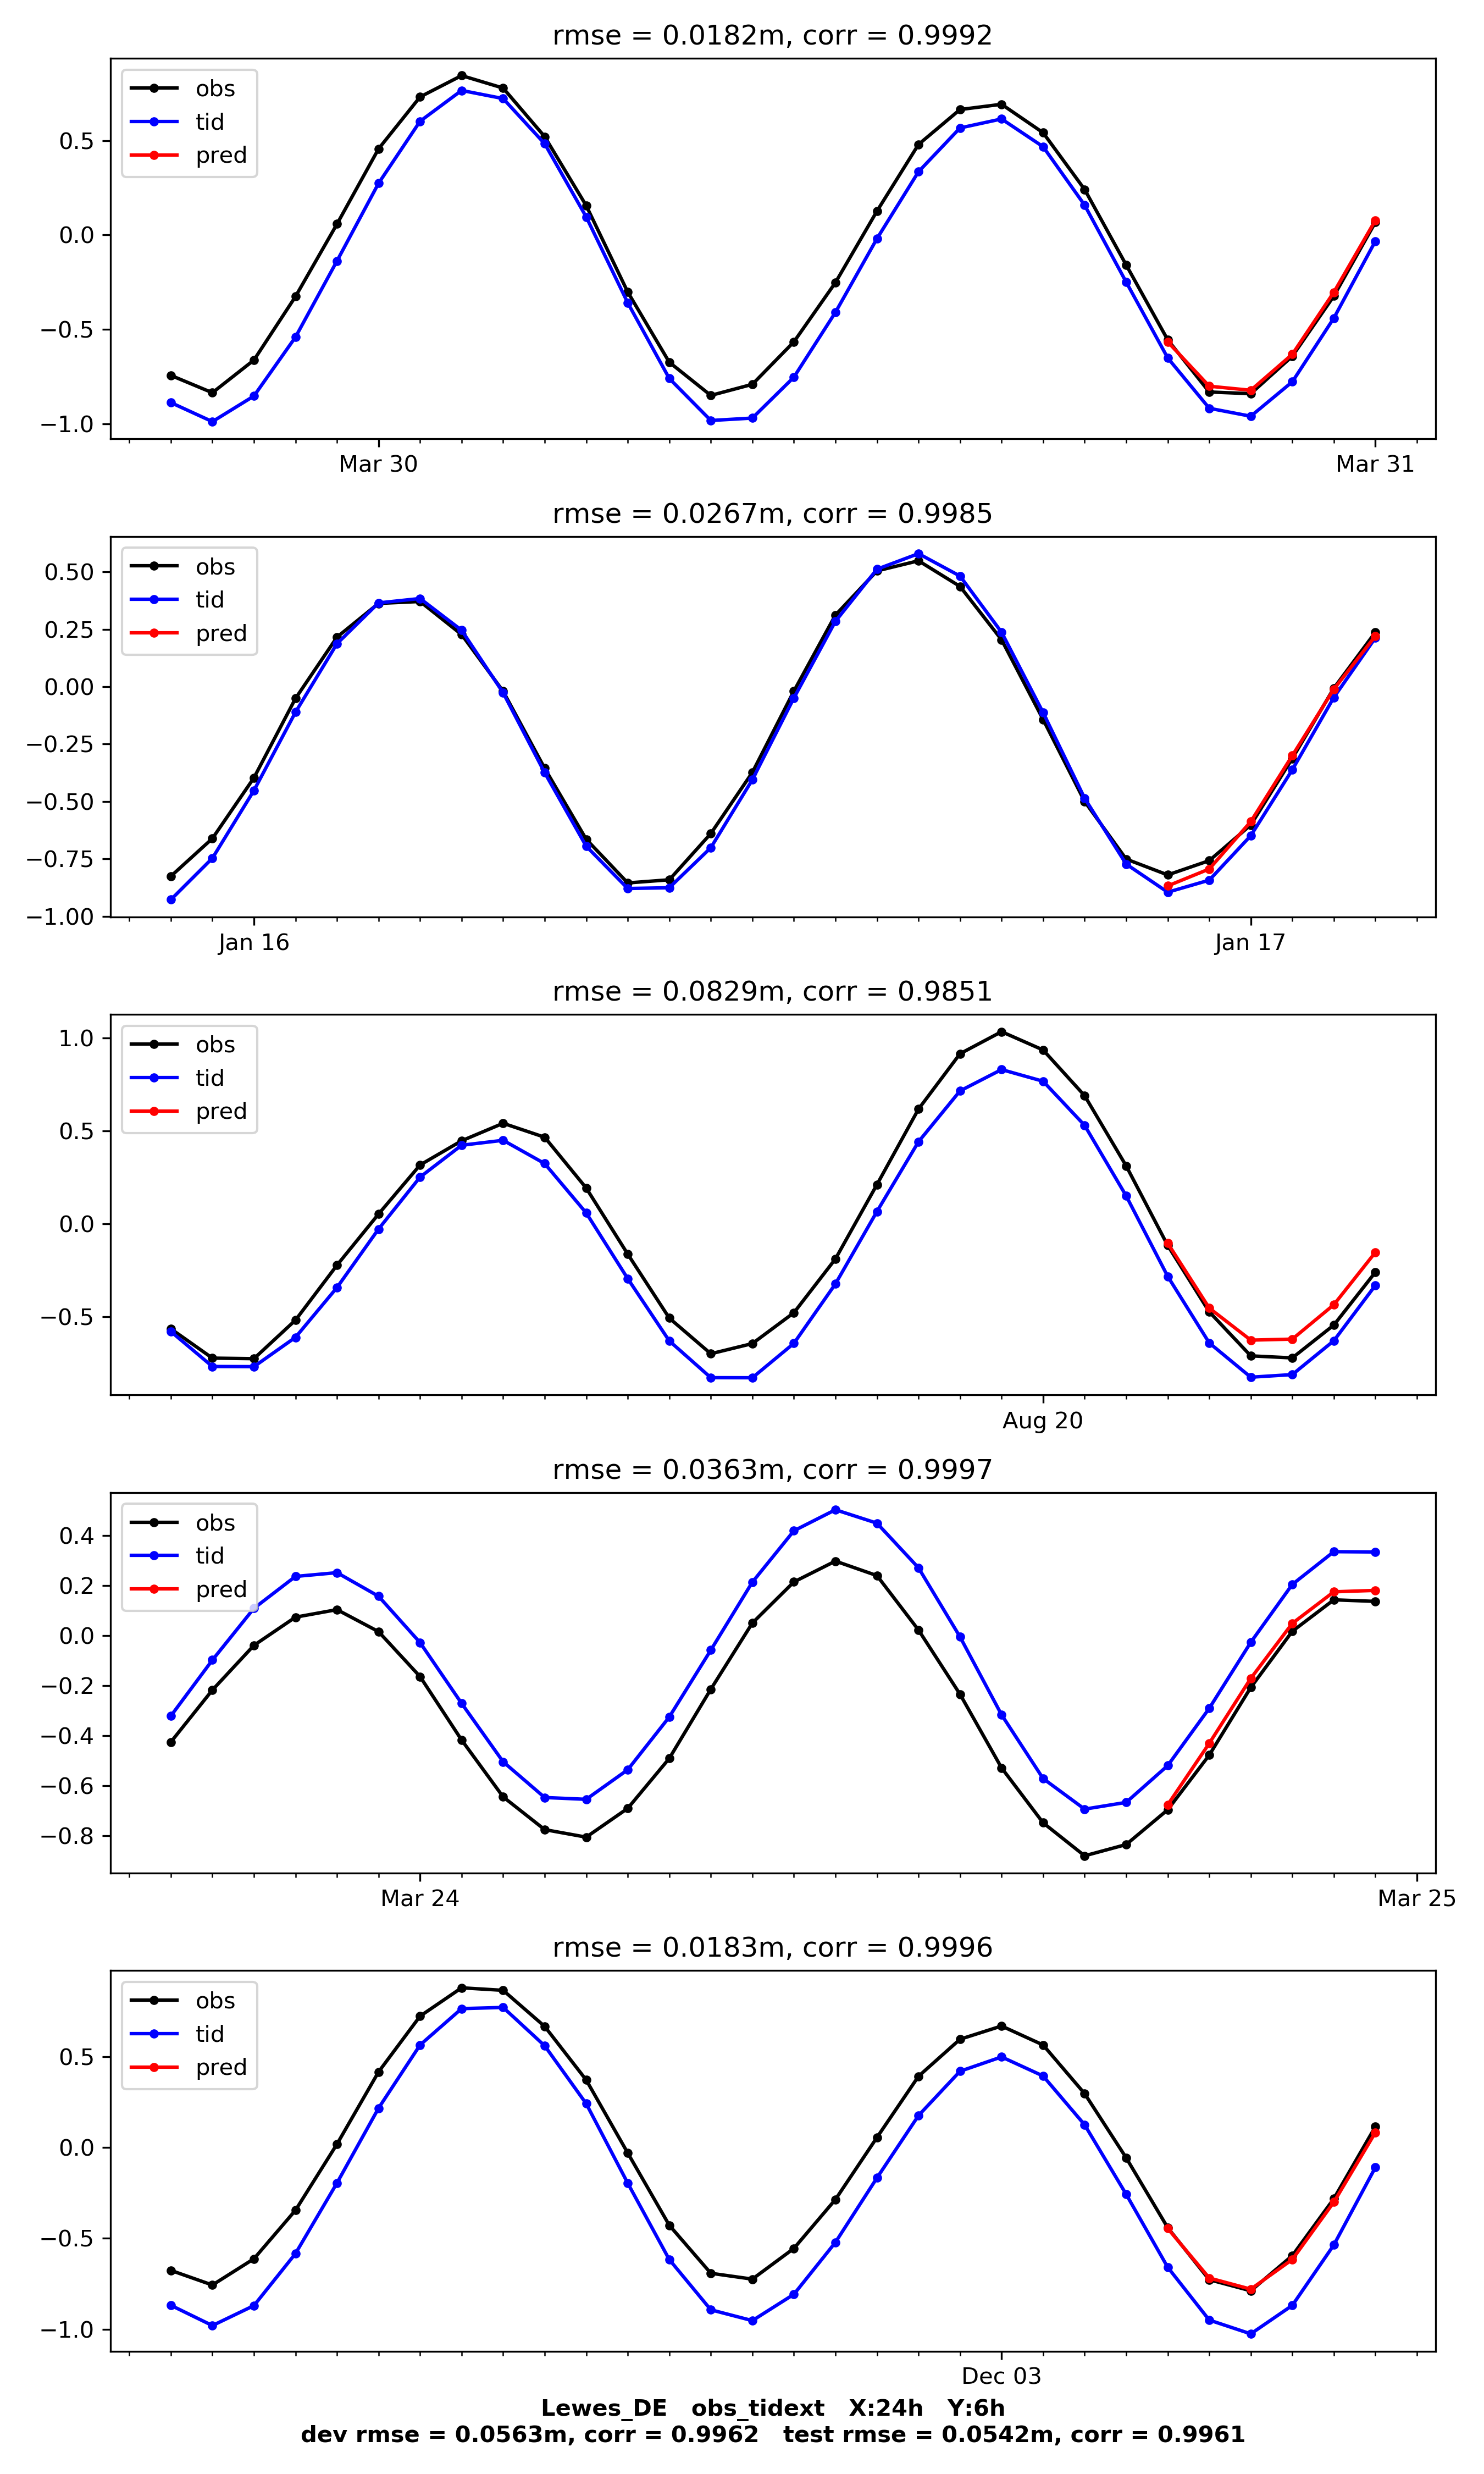 rmse = 0.0182m, corr = 0.9992
obs
tid
pred
0.5
0.0
−0.5
−1.0
Mar 30 Mar 31
rmse = 0.0267m, corr = 0.9985
obs
tid
pred
0.50
0.25
0.00
−0.25
−0.50
−0.75
−1.00
Jan 16 Jan 17
rmse = 0.0829m, corr = 0.9851
obs
tid
pred
1.0
0.5
0.0
−0.5
Aug 20
rmse = 0.0363m, corr = 0.9997
obs
tid
pred
0.4
0.2
0.0
−0.2
−0.4
−0.6
−0.8
Mar 24 Mar 25
rmse = 0.0183m, corr = 0.9996
obs
tid
pred
0.5
0.0
−0.5
−1.0
Dec 03
Lewes_DE obs_tidext X:24h Y:6h
dev rmse = 0.0563m, corr = 0.9962 test rmse = 0.0542m, corr = 0.9961